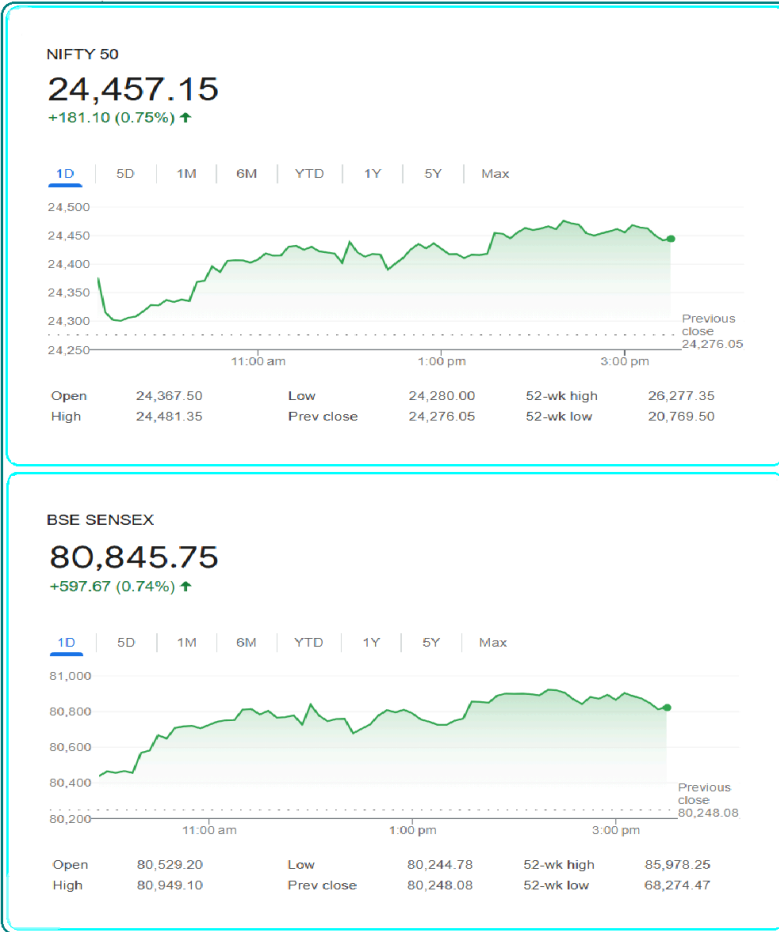 NIFTY 50
24,457.15
+181.10 (0.75%) ↑
1D 5D 1M 6M YTD 1Y 5Y Max
24,500
24,450
24,400
24,350
24,300
24,250
Previous
close
24,276.05
11:00 am 1:00 pm 3:00 pm
Open 24,367.50 Low 24,280.00 52-wk high 26,277.35
High 24,481.35 Prev close 24,276.05 52-wk low 20,769.50
BSE SENSEX
80,845.75
+597.67 (0.74%) ↑
1D 5D 1M 6M YTD 1Y 5Y Max
81,000
80,800
80,600
80,400
80,200
Previous
close
80,248.08
11:00 am 1:00 pm 3:00 pm
Open 80,529.20 Low 80,244.78 52-wk high 85,978.25
High 80,949.10 Prev close 80,248.08 52-wk low 68,274.47